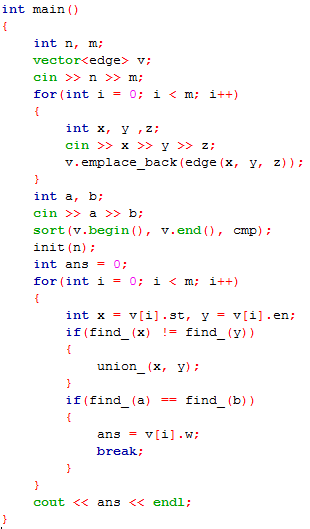 int main()
{
    int n, m;
    vector<edge> v;
    cin >> n >> m;
    for(int i = 0; i < m; i++)
    {
        int x, y ,z;
        cin >> x >> y >> z;
        v.emplace_back(edge(x, y, z));
    }
    int a, b;
    cin >> a >> b;
    sort(v.begin(), v.end(), cmp);
    init(n);
    int ans = 0;
    for(int i = 0; i < m; i++)
    {
        int x = v[i].st, y = v[i].en;
        if(find_(x) != find_(y))
        {
            union_(x, y);
        }
        if(find_(a) == find_(b))
        {
            ans = v[i].w;
            break;
        }
    }
    cout << ans << endl;
}